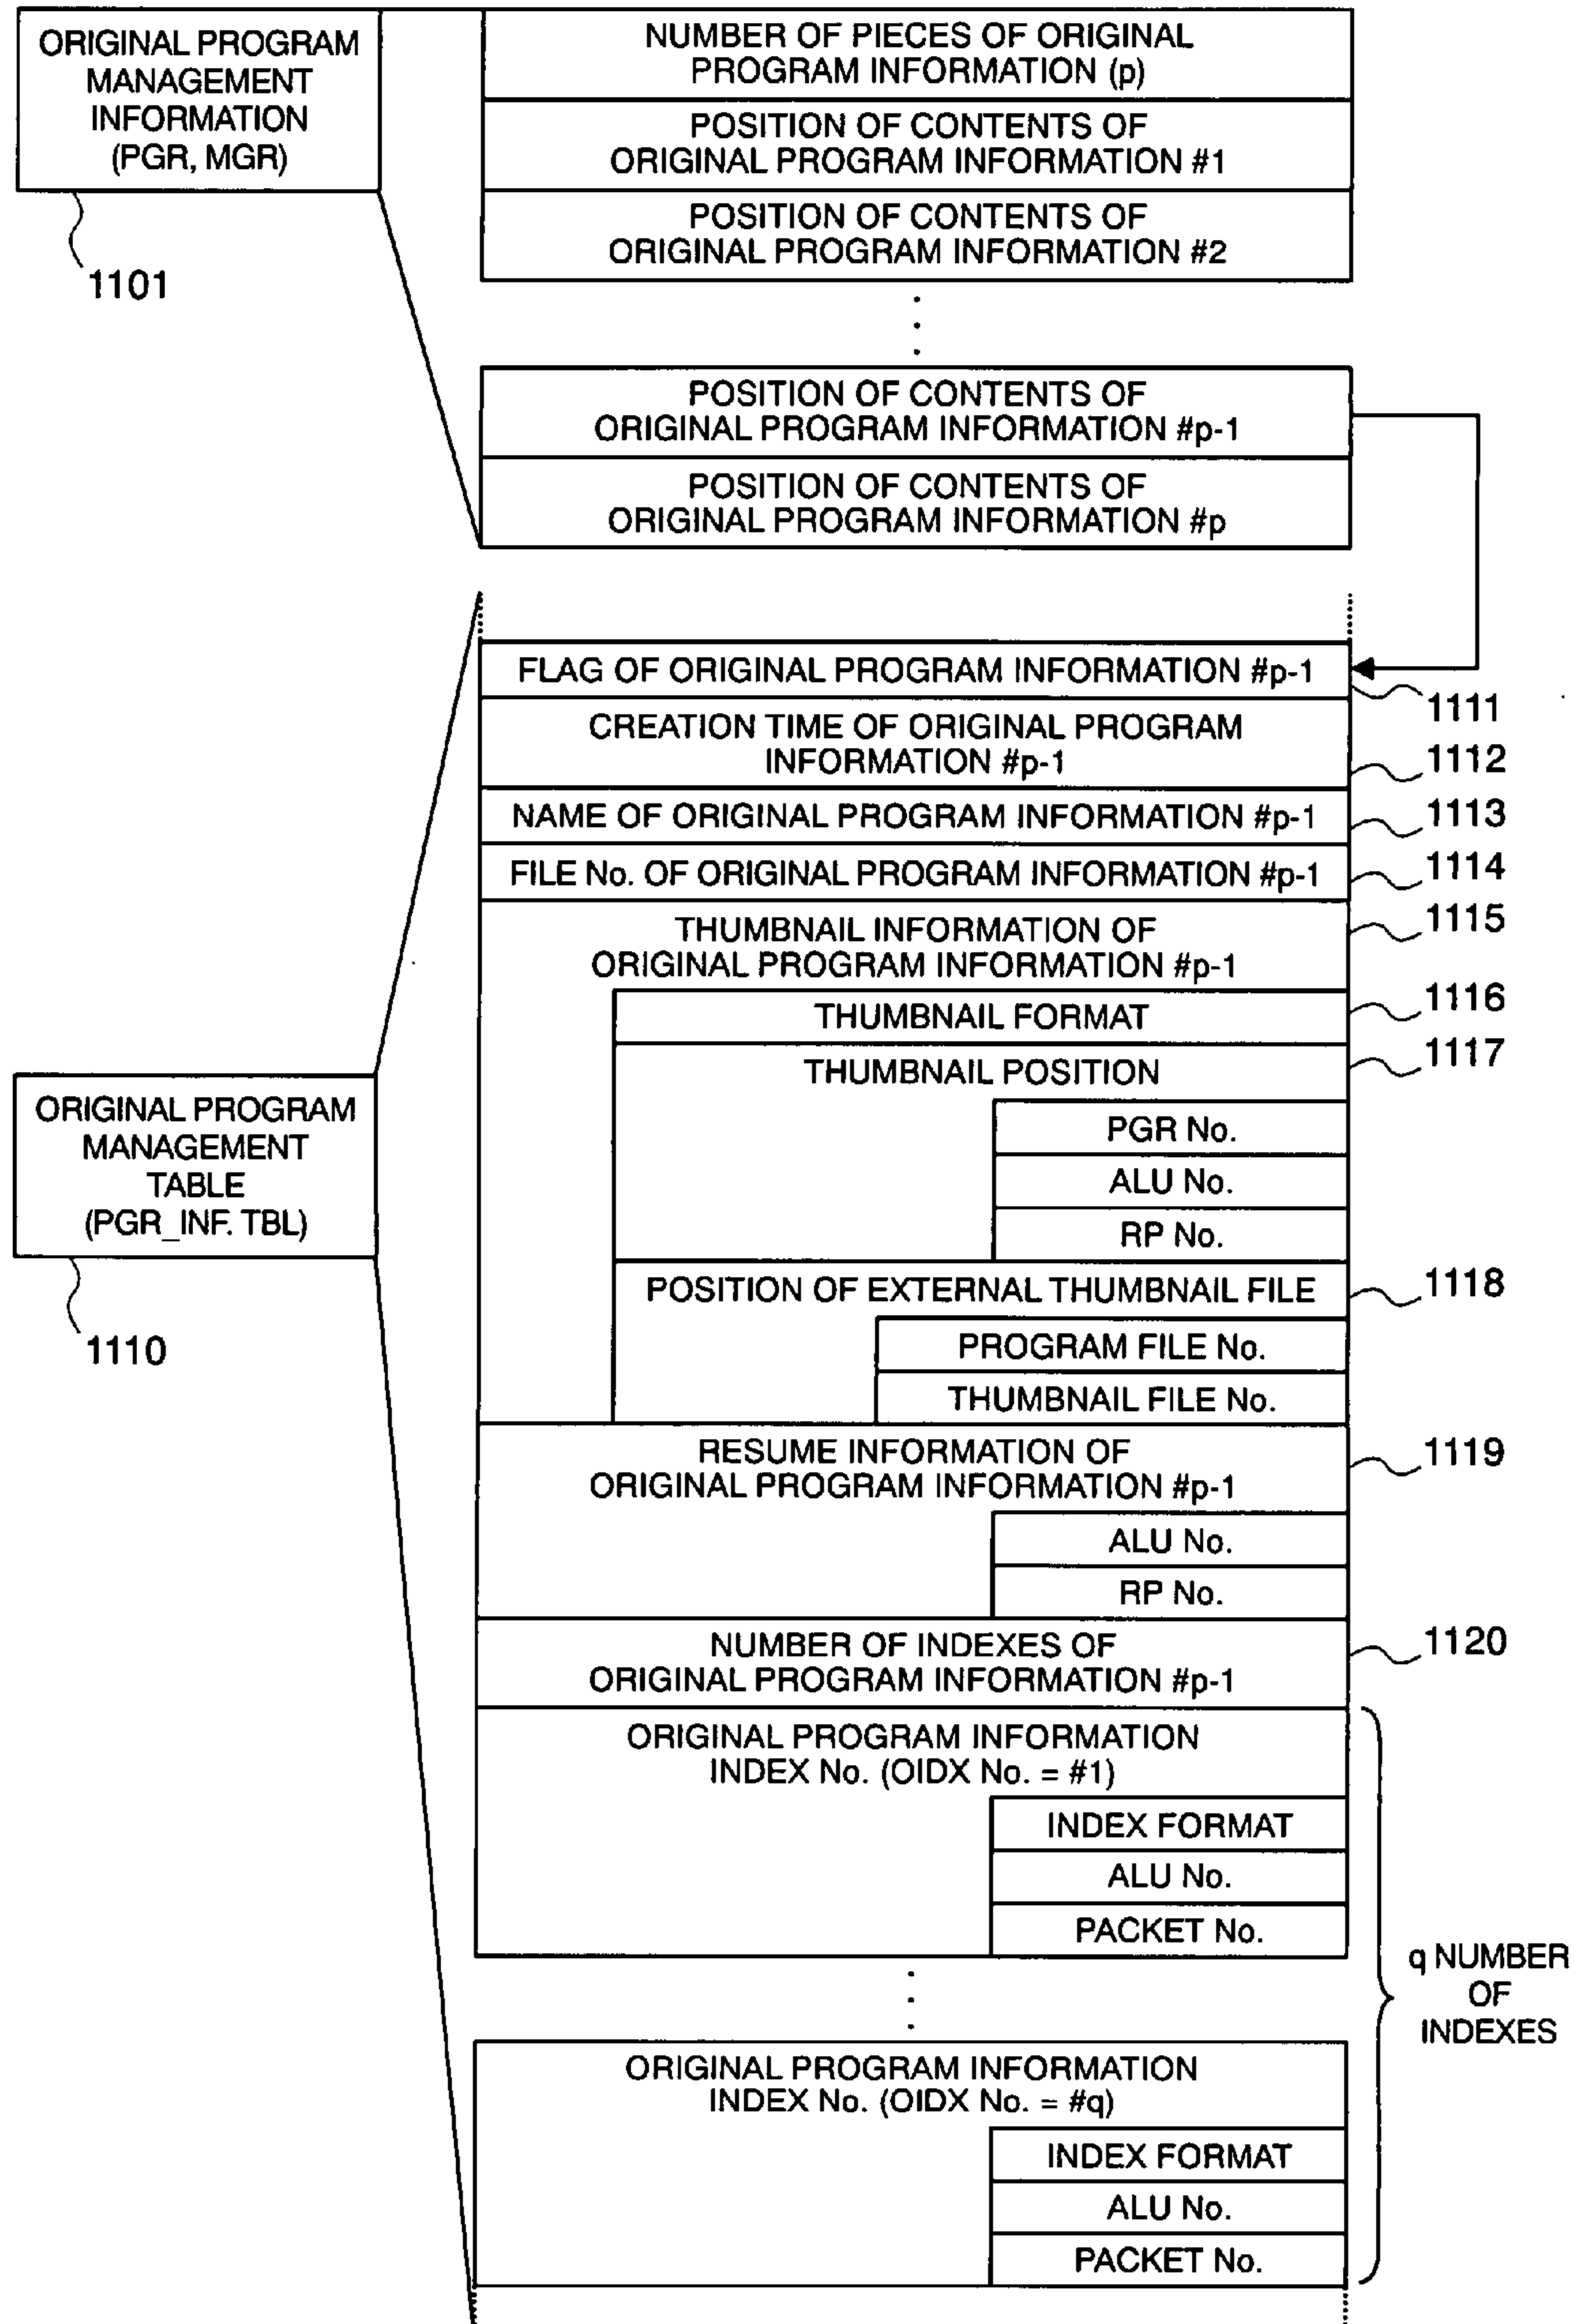 ORIGINAL PROGRAM
MANAGEMENT
INFORMATION
(PGR, MGR)
1101
NUMBER OF PIECES OF ORIGINAL
PROGRAM INFORMATION (p)
POSITION OF CONTENTS OF
ORIGINAL PROGRAM INFORMATION #1
POSITION OF CONTENTS OF
ORIGINAL PROGRAM INFORMATION #2
POSITION OF CONTENTS OF
ORIGINAL PROGRAM INFORMATION #p-1
POSITION OF CONTENTS OF
ORIGINAL PROGRAM INFORMATION #p
ORIGINAL PROGRAM
MANAGEMENT
TABLE
(PGR_INF. TBL)
1110
FLAG OF ORIGINAL PROGRAM INFORMATION #p-1
1111
CREATION TIME OF ORIGINAL PROGRAM
INFORMATION #p-1
1112
NAME OF ORIGINAL PROGRAM INFORMATION #p-1
1113
FILE No. OF ORIGINAL PROGRAM INFORMATION #p-1
1114
THUMBNAIL INFORMATION OF
ORIGINAL PROGRAM INFORMATION #p-1
1115
THUMBNAIL FORMAT
1116
THUMBNAIL POSITION
1117
PGR No.
ALU No.
RP No.
POSITION OF EXTERNAL THUMBNAIL FILE
1118
PROGRAM FILE No.
THUMBNAIL FILE No.
RESUME INFORMATION OF
ORIGINAL PROGRAM INFORMATION #p-1
1119
ALU No.
RP No.
NUMBER OF INDEXES OF
ORIGINAL PROGRAM INFORMATION #p-1
1120
ORIGINAL PROGRAM INFORMATION
INDEX No. (OIDX No. = #1)
INDEX FORMAT
ALU No.
PACKET No.
q NUMBER
OF
INDEXES
ORIGINAL PROGRAM INFORMATION
INDEX No. (OIDX No. = #q)
INDEX FORMAT
ALU No.
PACKET No.